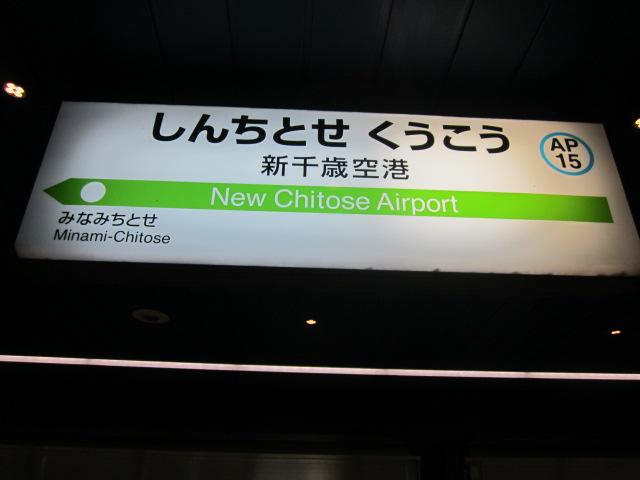 しんちとせ くうこう
新千歳空港
AP
15
New Chitose Airport
みなみちとせ
Minami-Chitose